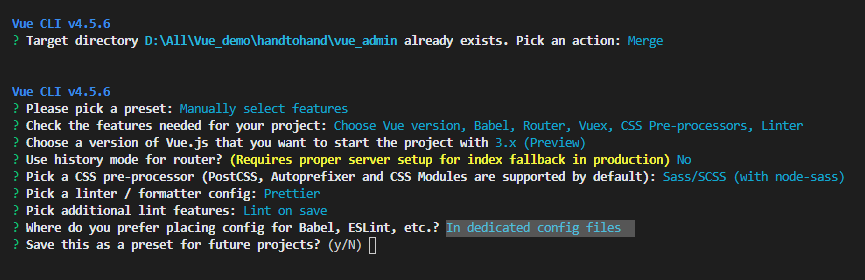 Vue CLI v4.5.6
? Target directory D:\All\Vue_demo\handtohand\vue_admin already exists. Pick an action: Merge
Vue CLI v4.5.6
? Please pick a preset: Manually select features
? Check the features needed for your project: Choose Vue version, Babel, Router, Vuex, CSS Pre-processors, Linter
? Choose a version of Vue.js that you want to start the project with 3.x (Preview)
? Use history mode for router? (Requires proper server setup for index fallback in production) No
? Pick a CSS pre-processor (PostCSS, Autoprefixer and CSS Modules are supported by default): Sass/SCSS (with node-sass)
? Pick a linter / formatter config: Prettier
? Pick additional lint features: Lint on save
? Where do you prefer placing config for Babel, ESLint, etc.? In dedicated config files
? Save this as a preset for future projects? (y/N)